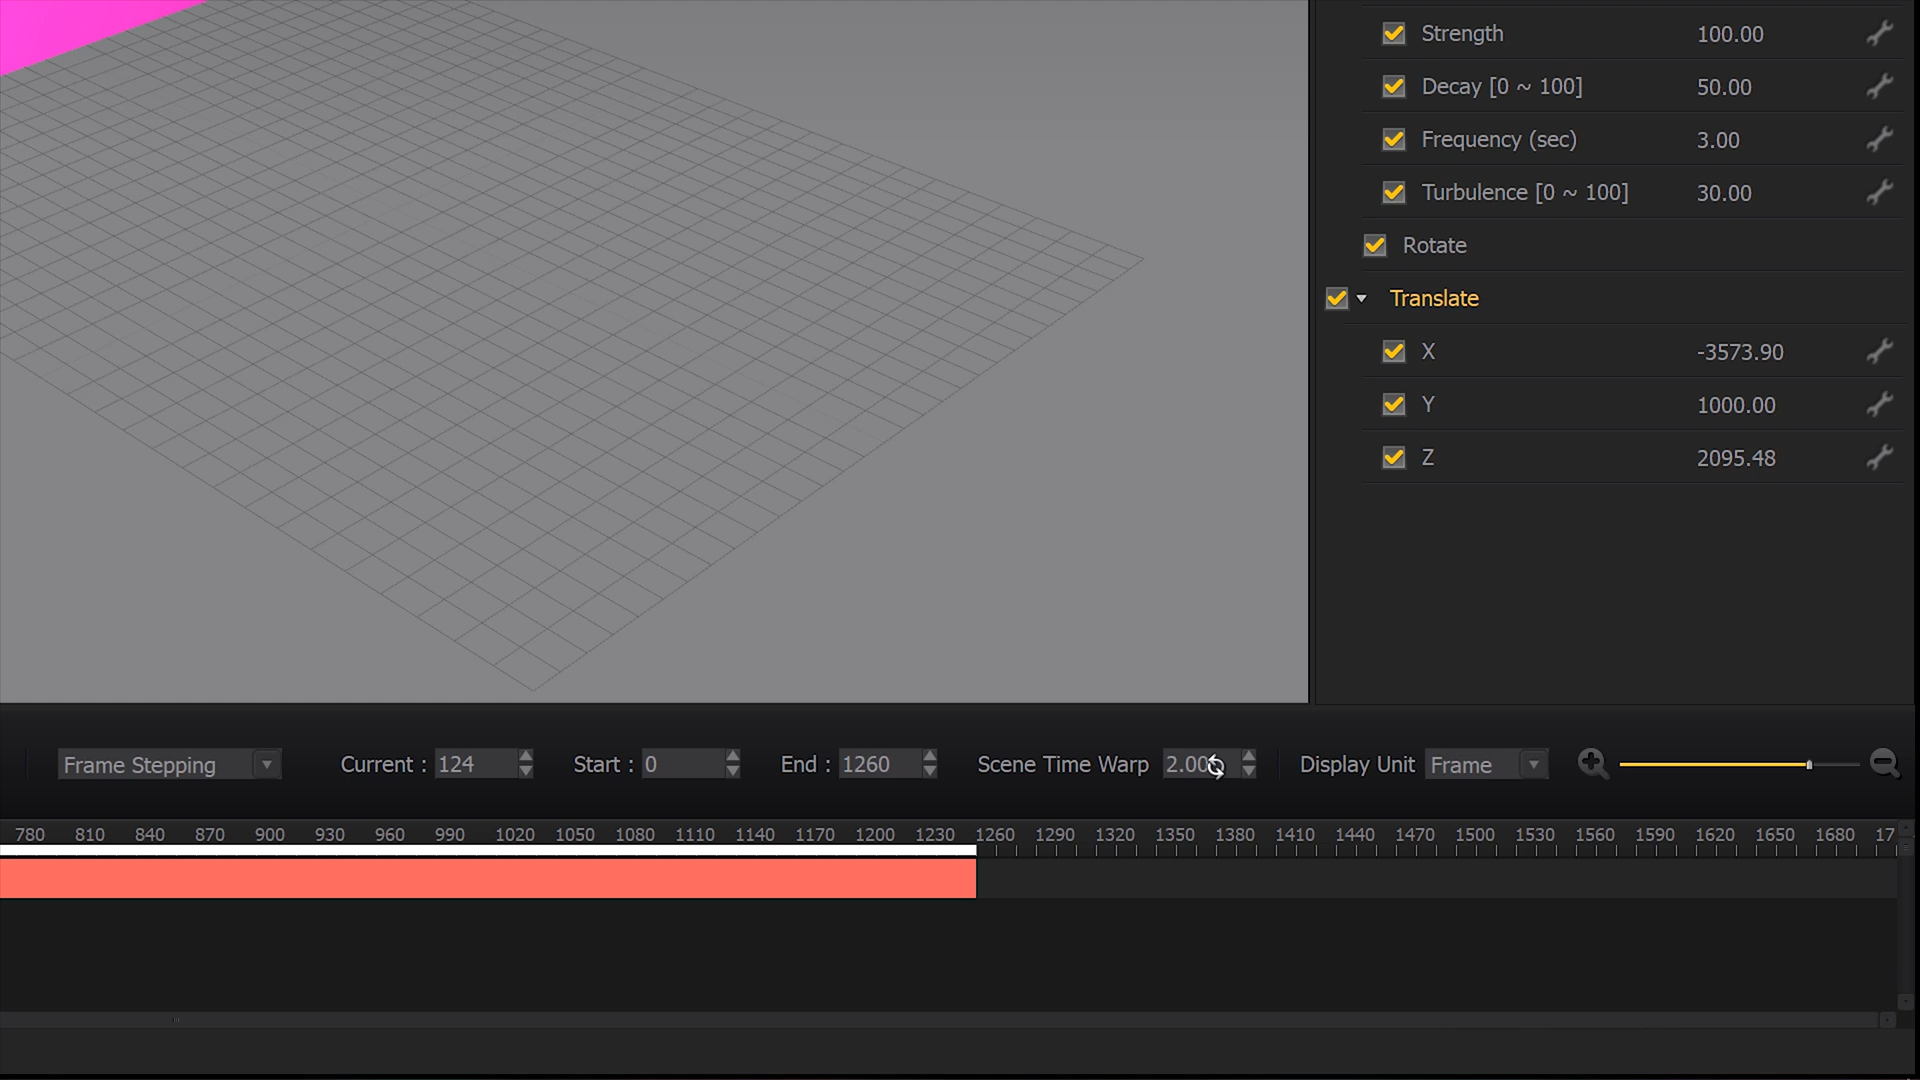 Strength 100.00
Decay [0 ~ 100] 50.00
Frequency (sec) 3.00
Turbulence [0 ~ 100] 30.00
Rotate
Translate
X -3573.90
Y 1000.00
Z 2095.48
Frame Stepping Current : 124 Start : 0 End : 1260 Scene Time Warp 2.00 Display Unit Frame
780 810 840 870 900 930 960 990 1020 1050 1080 1110 1140 1170 1200 1230 1260 1290 1320 1350 1380 1410 1440 1470 1500 1530 1560 1590 1620 1650 1680 17